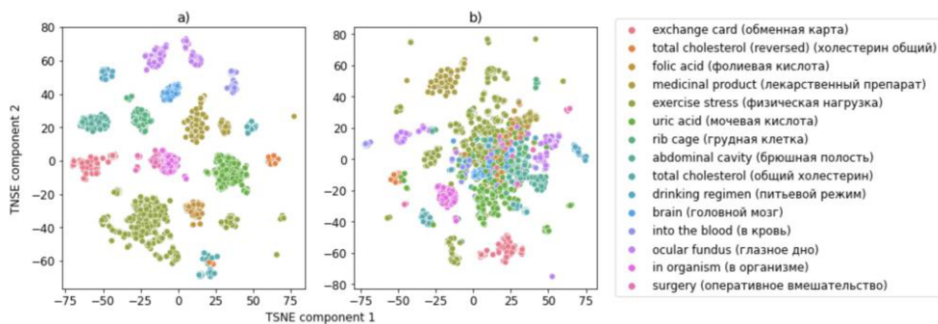 a)
b)
80
60
40
20
0
−20
−40
−60
−75 −50 −25 0 25 50 75
TNSE component 2
80
60
40
20
0
−20
−40
−60
−80
−75 −50 −25 0 25 50 75
TSNE component 1
exchange card (обменная карта)
total cholesterol (reversed) (холестерин общий)
folic acid (фолиевая кислота)
medicinal product (лекарственный препарат)
exercise stress (физическая нагрузка)
uric acid (мочевая кислота)
rib cage (грудная клетка)
abdominal cavity (брюшная полость)
total cholesterol (общий холестерин)
drinking regimen (питьевой режим)
brain (головной мозг)
into the blood (в кровь)
ocular fundus (глазное дно)
in organism (в организме)
surgery (оперативное вмешательство)